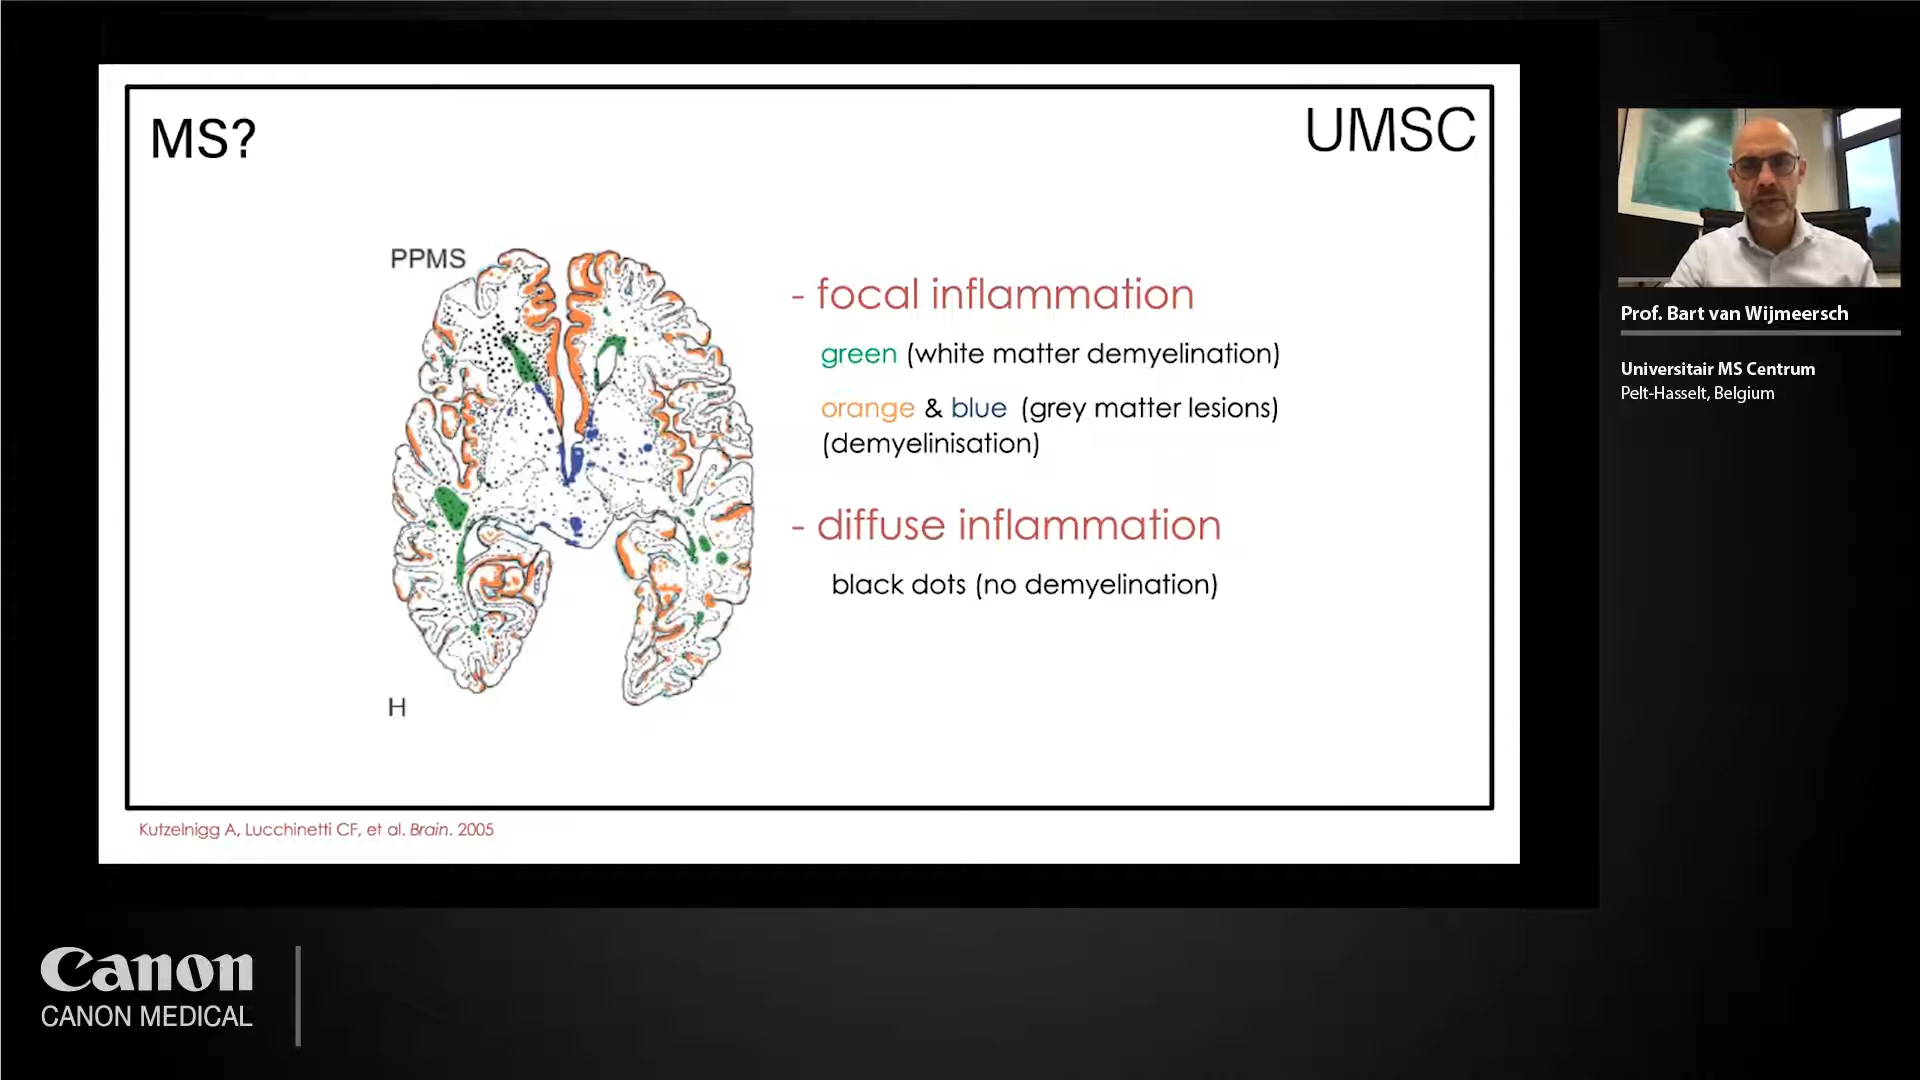 MS?
UMSC
PPMS
- focal inflammation
green (white matter demyelination)
orange & blue (grey matter lesions)
(demyelinisation)
- diffuse inflammation
black dots (no demyelination)
H
Kutzelnigg A, Lucchinetti CF, et al. Brain. 2005
Prof. Bart van Wijmeersch
Universitair MS Centrum
Pelt-Hasselt, Belgium
Canon
CANON MEDICAL